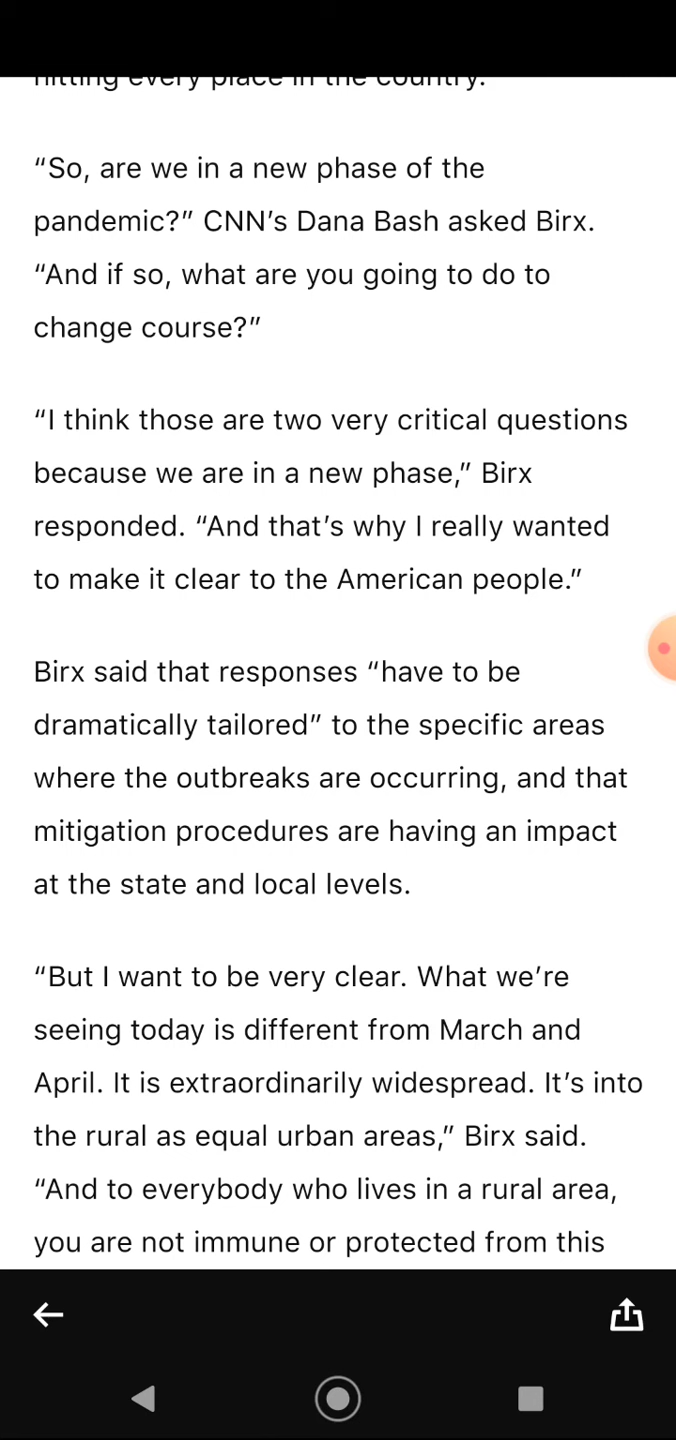 hitting every place in the country.
“So, are we in a new phase of the
pandemic?” CNN’s Dana Bash asked Birx.
“And if so, what are you going to do to
change course?”
“I think those are two very critical questions
because we are in a new phase,” Birx
responded. “And that’s why I really wanted
to make it clear to the American people.”
Birx said that responses “have to be
dramatically tailored” to the specific areas
where the outbreaks are occurring, and that
mitigation procedures are having an impact
at the state and local levels.
“But I want to be very clear. What we’re
seeing today is different from March and
April. It is extraordinarily widespread. It’s into
the rural as equal urban areas,” Birx said.
“And to everybody who lives in a rural area,
you are not immune or protected from this